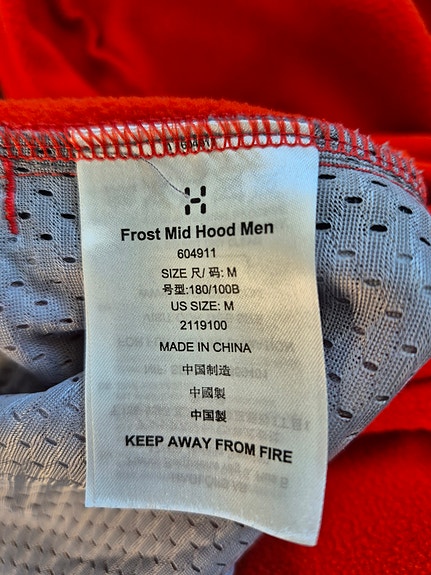 Frost Mid Hood Men
604911
SIZE 尺/ 码: M
号型:180/100B
US SIZE: M
2119100
MADE IN CHINA
中国制造
中國製
中国製
KEEP AWAY FROM FIRE